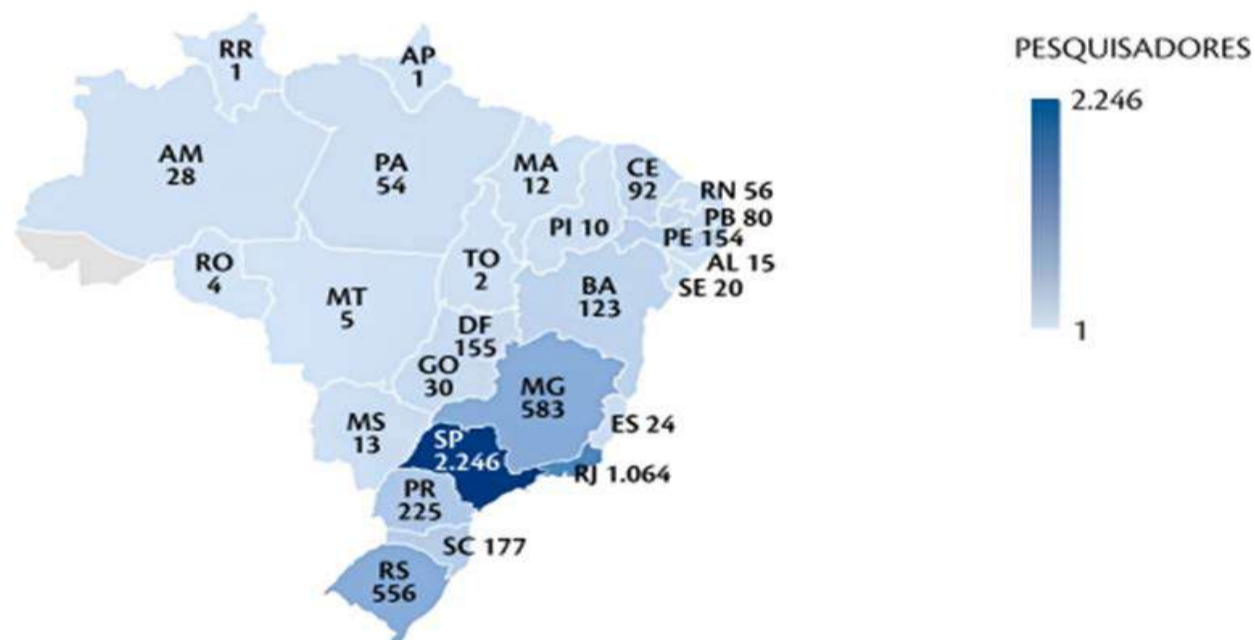 RR
1
AP
1
PESQUISADORES
2.246
1
AM
28
PA
54
MA
12
CE
92
RN 56
PB 80
PI 10
PE 154
AL 15
SE 20
RO
4
TO
2
BA
123
MT
5
DF
155
GO
30
MG
583
ES 24
MS
13
SP
2.246
RJ 1.064
PR
225
SC 177
RS
556